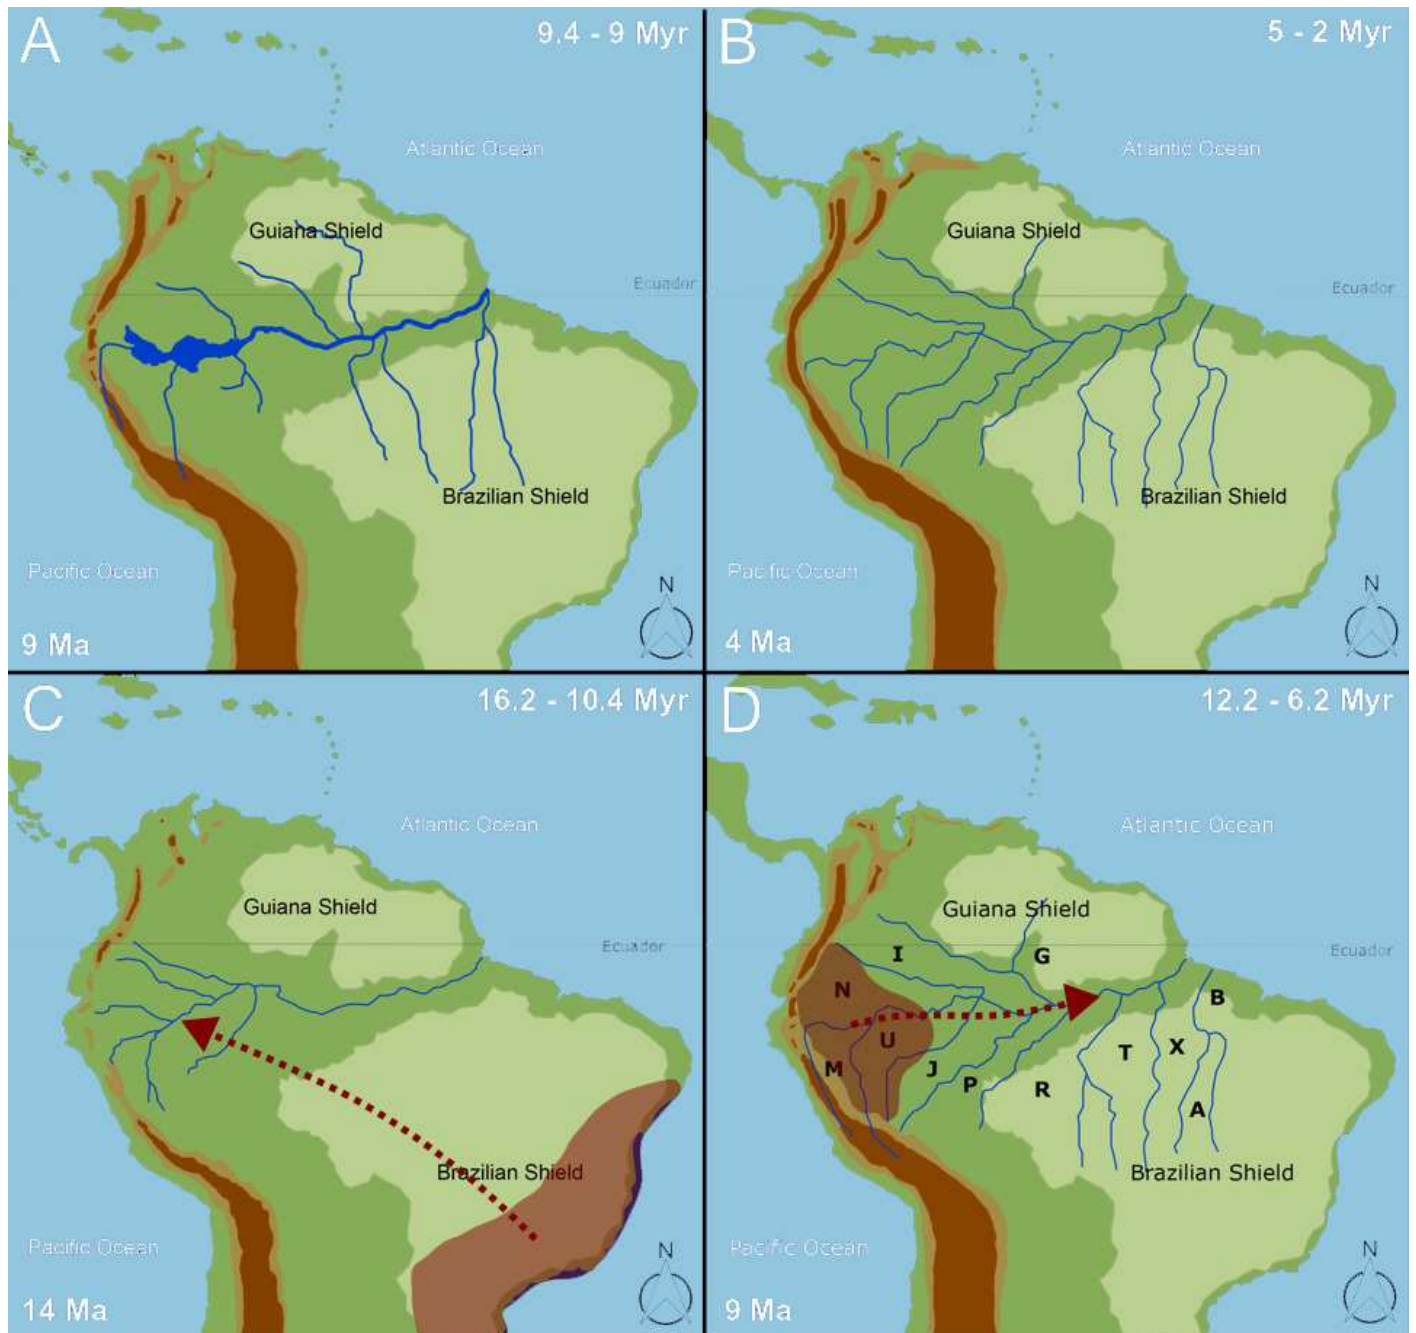 A
9.4 - 9 Myr
Atlantic Ocean
Guiana Shield
Ecuador
Brazilian Shield
Pacific Ocean
N
9 Ma
B
5 - 2 Myr
Atlantic Ocean
Guiana Shield
Ecuador
Brazilian Shield
Pacific Ocean
N
4 Ma
C
16.2 - 10.4 Myr
Atlantic Ocean
Guiana Shield
Ecuador
Brazilian Shield
Pacific Ocean
N
14 Ma
D
12.2 - 6.2 Myr
Atlantic Ocean
Guiana Shield
Ecuador
I
G
N
B
U
T
X
M
J
P
R
A
Brazilian Shield
Pacific Ocean
N
9 Ma